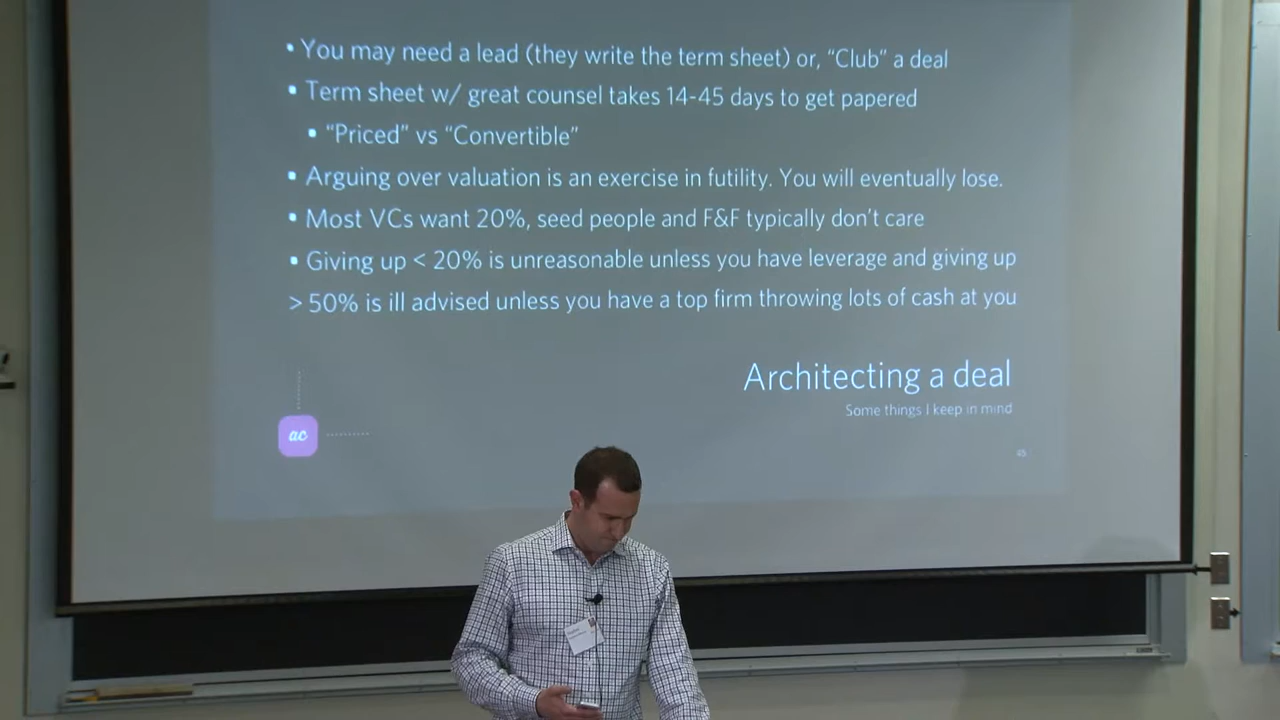 • You may need a lead (they write the term sheet) or, “Club” a deal
• Term sheet w/ great counsel takes 14-45 days to get papered
• “Priced” vs “Convertible”
• Arguing over valuation is an exercise in futility. You will eventually lose.
• Most VCs want 20%, seed people and F&F typically don’t care
• Giving up < 20% is unreasonable unless you have leverage and giving up
> 50% is ill advised unless you have a top firm throwing lots of cash at you
Architecting a deal
Some things I keep in mind
ac